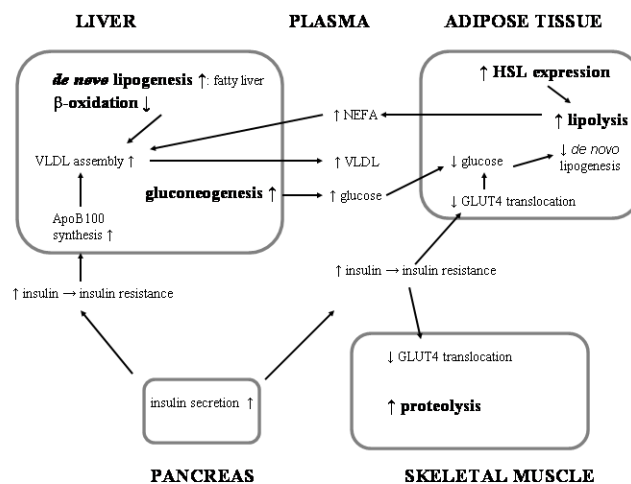 LIVER
PLASMA
ADIPOSE TISSUE
de novo lipogenesis ↑: fatty liver
β-oxidation ↓
↑ HSL expression
↑ NEFA
↑ lipolysis
VLDL assembly ↑
↑ VLDL
↓ glucose
↓ de novo
lipogenesis
gluconeogenesis ↑
↑ glucose
↓ GLUT4 translocation
ApoB100
synthesis ↑
↑ insulin → insulin resistance
↑ insulin → insulin resistance
↓ GLUT4 translocation
insulin secretion ↑
↑ proteolysis
PANCREAS
SKELETAL MUSCLE